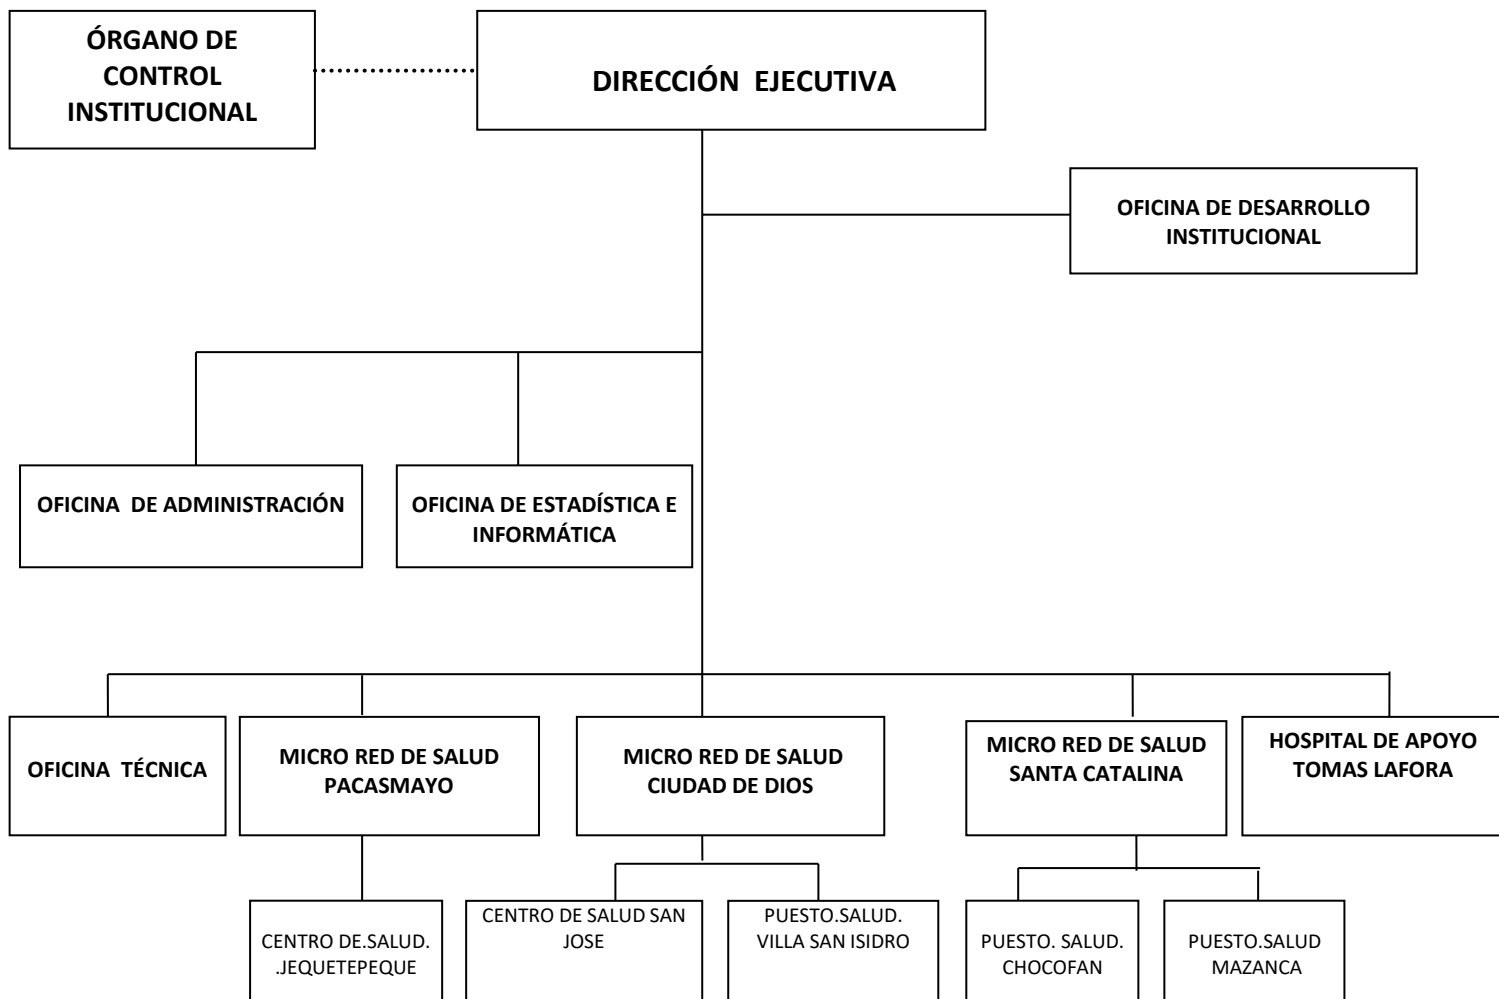 ÓRGANO DE
CONTROL
INSTITUCIONAL
DIRECCIÓN  EJECUTIVA
OFICINA DE DESARROLLO
INSTITUCIONAL
OFICINA  DE ADMINISTRACIÓN
OFICINA DE ESTADÍSTICA E
INFORMÁTICA
OFICINA  TÉCNICA
MICRO RED DE SALUD
PACASMAYO
MICRO RED DE SALUD
CIUDAD DE DIOS
MICRO RED DE SALUD
SANTA CATALINA
HOSPITAL DE APOYO
TOMAS LAFORA
CENTRO DE.SALUD.
.JEQUETEPEQUE
CENTRO DE SALUD SAN
JOSE
PUESTO.SALUD.
VILLA SAN ISIDRO
PUESTO. SALUD.
CHOCOFAN
PUESTO.SALUD
MAZANCA